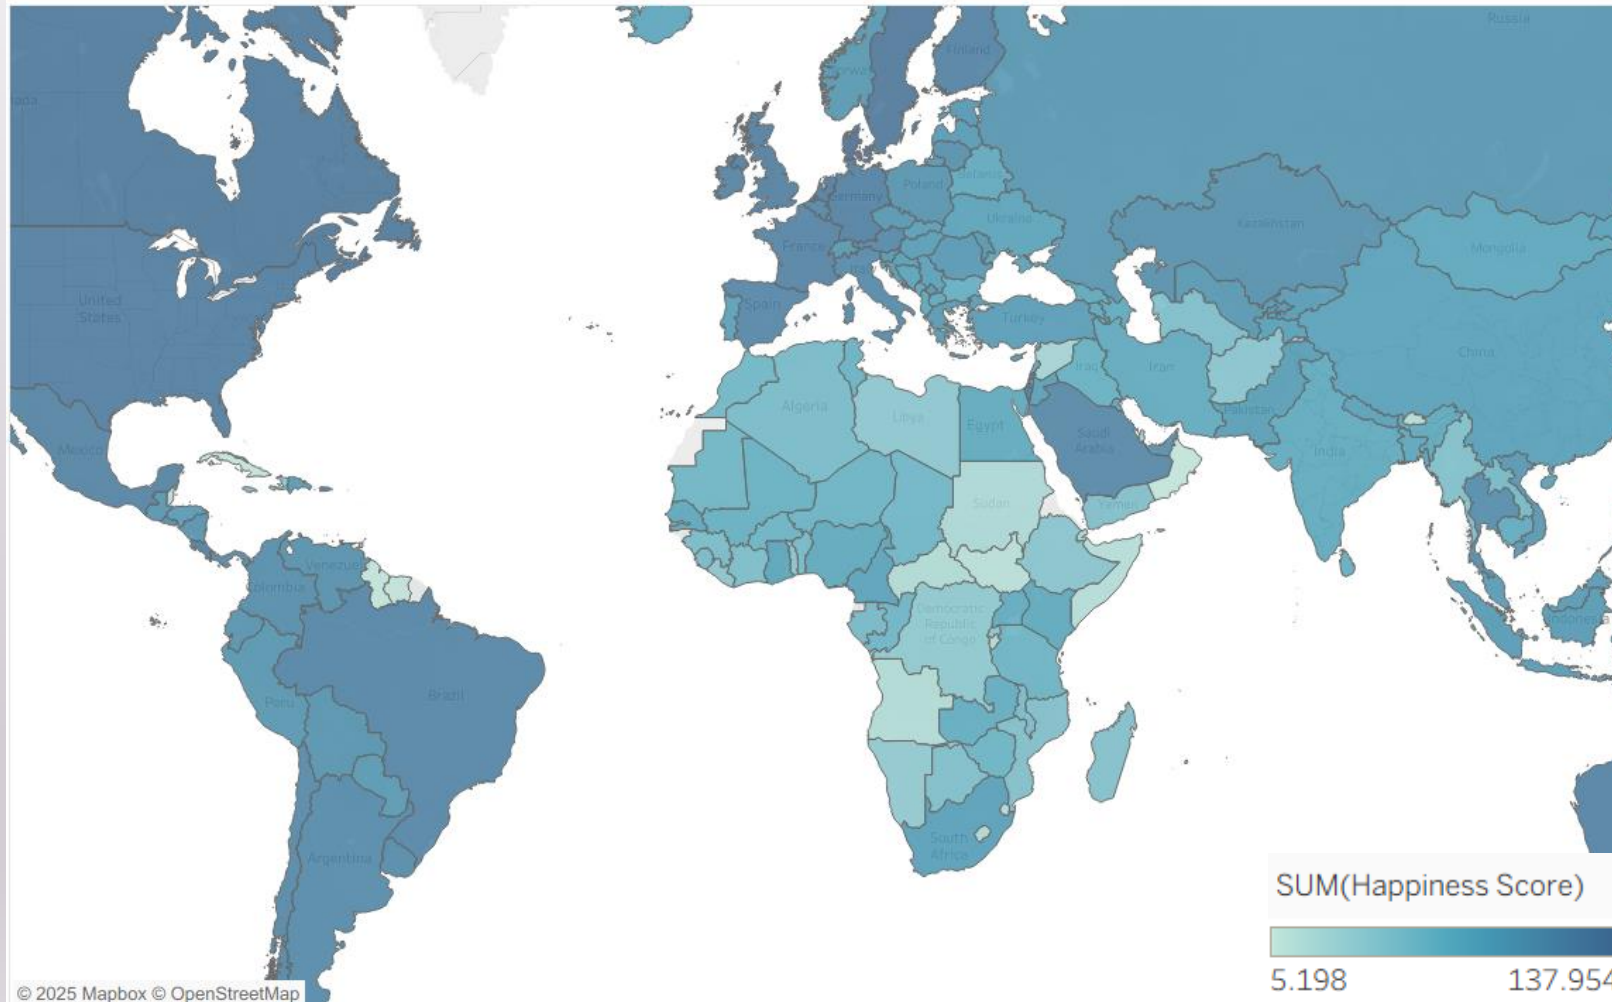 Russia
Finland
Norway
nada
Belarus
Poland
Germany
Ukraine
Kazakhstan
Mongolia
France
Spain
United
States
Turkey
China
Iraq
Iran
Algeria
Libya
Egypt
Pakistan
Saudi
Arabia
Mexico
India
Sudan
Yemen
Venezuel
Colombia
Democratic
Republic
of Congo
Indonesia
Brazil
Peru
South
Africa
Argentina
SUM(Happiness Score)
5.198 137.954
© 2025 Mapbox © OpenStreetMap